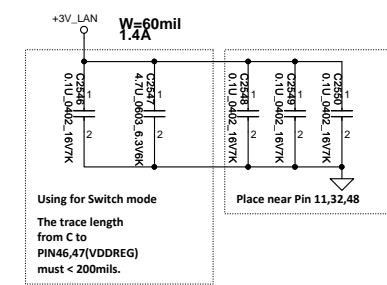 +3V_LAN
W=60mil
1.4A
C2546
0.1U_0402_16V7K
1
2
C2547
4.7U_0603_6.3V6K
1
2
C2548
0.1U_0402_16V7K
1
2
C2549
0.1U_0402_16V7K
1
2
C2550
0.1U_0402_16V7K
1
2
Using for Switch mode
The trace length
from C to
PIN46,47(VDDREG)
must < 200mils.
Place near Pin 11,32,48